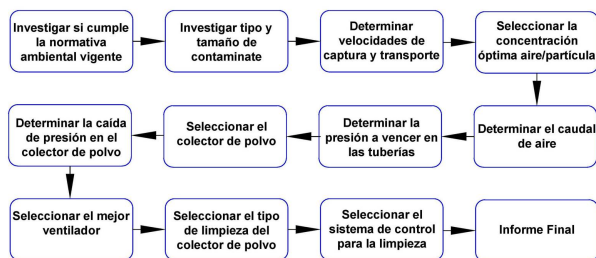 Investigar si cumple
la normativa
ambiental vigente
Investigar tipo y
tamaño de
contaminate
Determinar
velocidades de
captura y transporte
Seleccionar la
concentración
óptima aire/partícula
Determinar el caudal
de aire
Determinar la
presión a vencer en
las tuberías
Seleccionar el
colector de polvo
Determinar la caída
de presión en el
colector de polvo
Seleccionar el mejor
ventilador
Seleccionar el tipo
de limpieza del
colector de polvo
Seleccionar el
sistema de control
para la limpieza
Informe Final